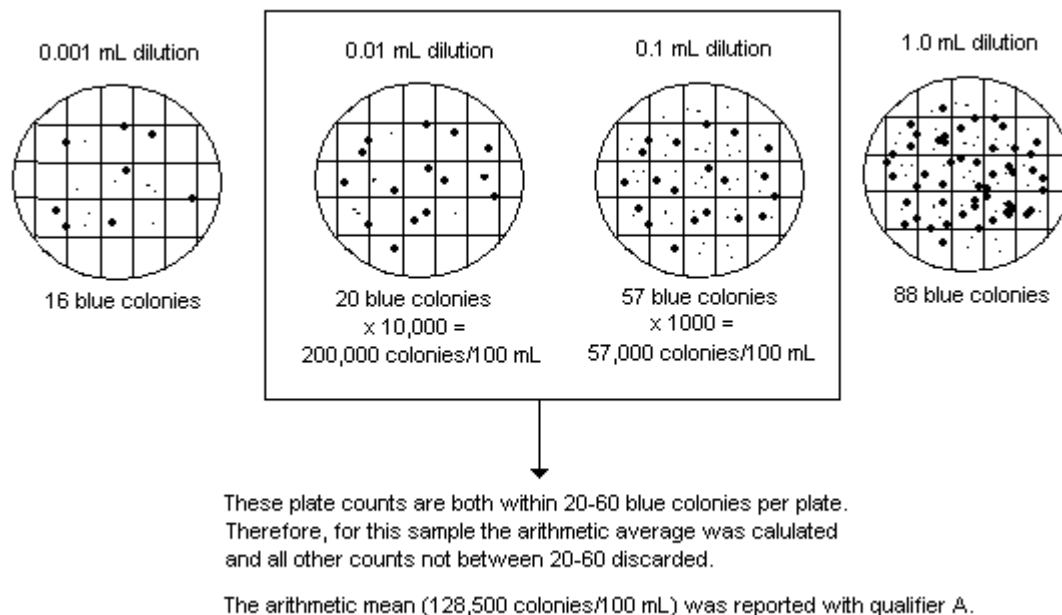 0.001 mL dilution
0.01 mL dilution
0.1 mL dilution
1.0 mL dilution
16 blue colonies
20 blue colonies
x 10,000 =
200,000 colonies/100 mL
57 blue colonies
x 1000 =
57,000 colonies/100 mL
88 blue colonies
These plate counts are both within 20-60 blue colonies per plate.
Therefore, for this sample the arithmetic average was calulated
and all other counts not between 20-60 discarded.
The arithmetic mean (128,500 colonies/100 mL) was reported with qualifier A.